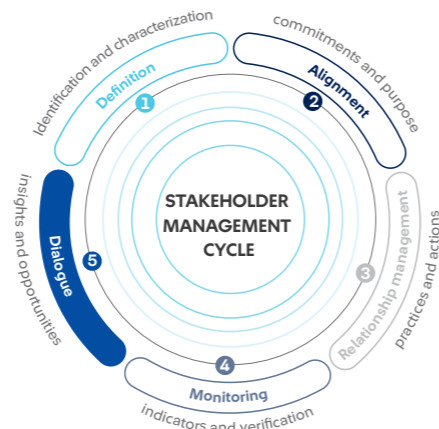 STAKEHOLDER
MANAGEMENT
CYCLE
1
Definition
Identification and characterization
2
Alignment
commitments and purpose
3
Relationship management
practices and actions
4
Monitoring
indicators and verification
5
Dialogue
insights and opportunities